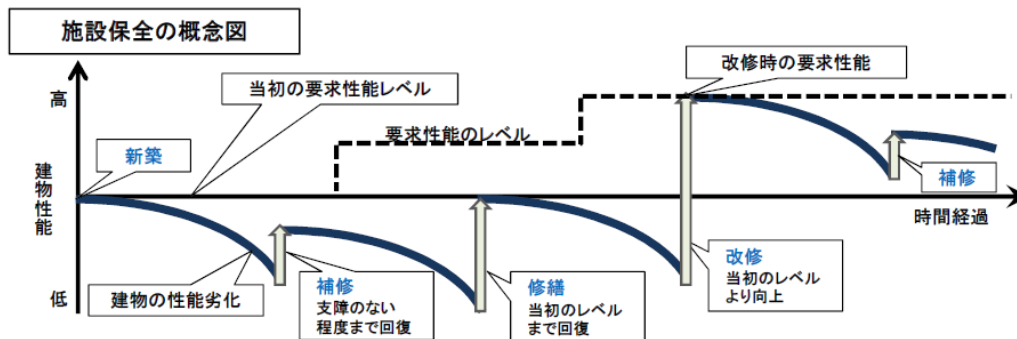 施設保全の概念図
高
建物性能
低
当初の要求性能レベル
新築
要求性能のレベル
改修時の要求性能
補修
時間経過
建物の性能劣化
補修
支障のない
程度まで回復
修繕
当初のレベル
まで回復
改修
当初のレベル
より向上